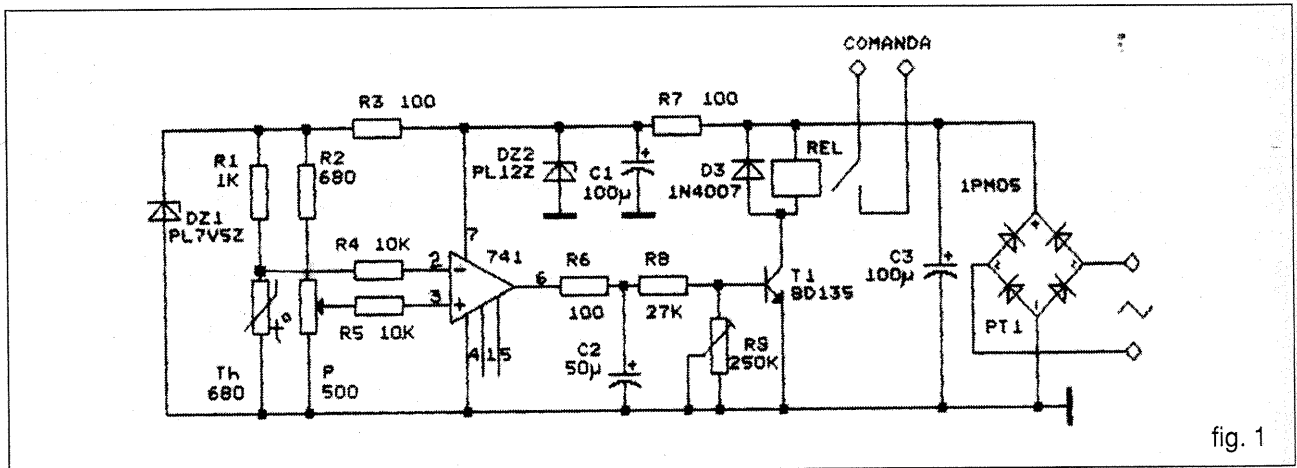 COMANDA
R3 100
R7 100
R1
1K
R2
680
DZ2
PL12Z
C1
100µ
+
D3
1N4007
REL
1PM05
DZ1
PL7V5Z
R4 10K
2
-
7
741
6
R6
100
R8
27K
T1
BD135
C3
100µ
+
+
-
3
+
R5 10K
+°
4
1
5
C2
50µ
+
R9
250K
PT1
Th
680
P
500
fig. 1